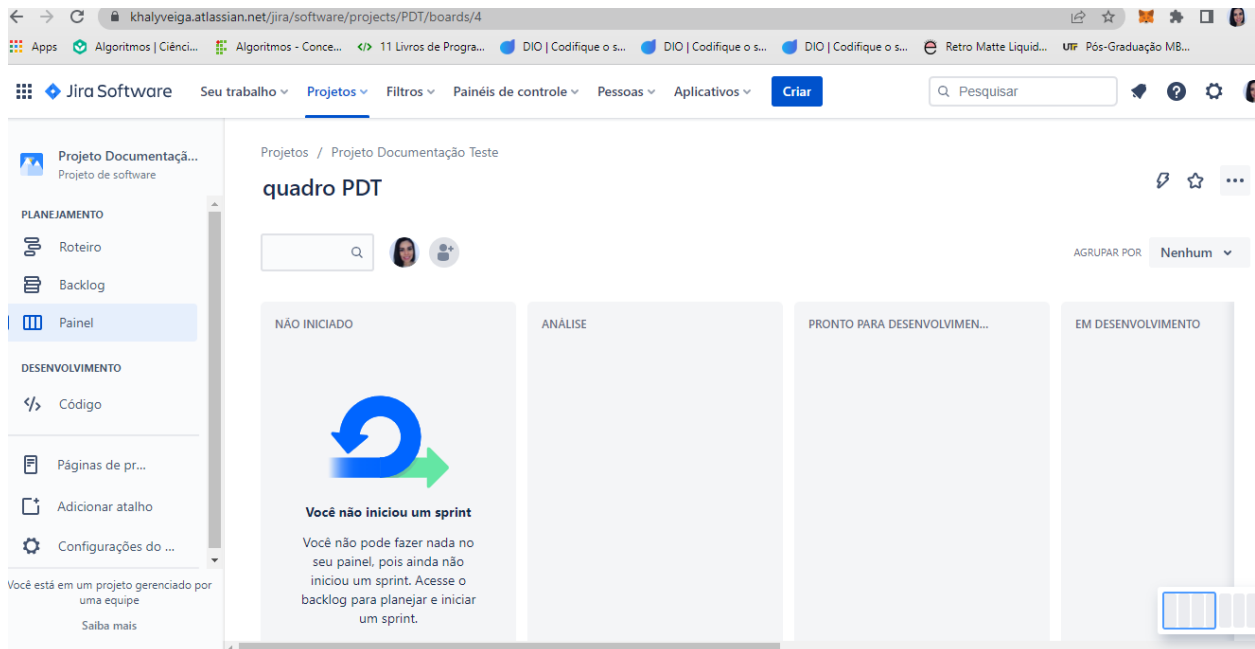 khalyveiga.atlassian.net/jira/software/projects/PDT/boards/4
Apps Algoritmos | Ciênci... Algoritmos - Conce... 11 Livros de Progra... DIO | Codifique o s... DIO | Codifique o s... DIO | Codifique o s... Retro Matte Liquid... UTF Pós-Graduação MB...
Jira Software Seu trabalho Projetos Filtros Painéis de controle Pessoas Aplicativos Criar Pesquisar
Projeto Documentaçã...
Projeto de software
Projetos / Projeto Documentação Teste
quadro PDT
PLANEJAMENTO
Roteiro
Backlog
Painel
DESENVOLVIMENTO
Código
Páginas de pr...
Adicionar atalho
Configurações do ...
Você está em um projeto gerenciado por
uma equipe
Saiba mais
AGRUPAR POR Nenhum
NÃO INICIADO ANÁLISE PRONTO PARA DESENVOLVIMEN... EM DESENVOLVIMENTO
Você não iniciou um sprint
Você não pode fazer nada no
seu painel, pois ainda não
iniciou um sprint. Acesse o
backlog para planejar e iniciar
um sprint.